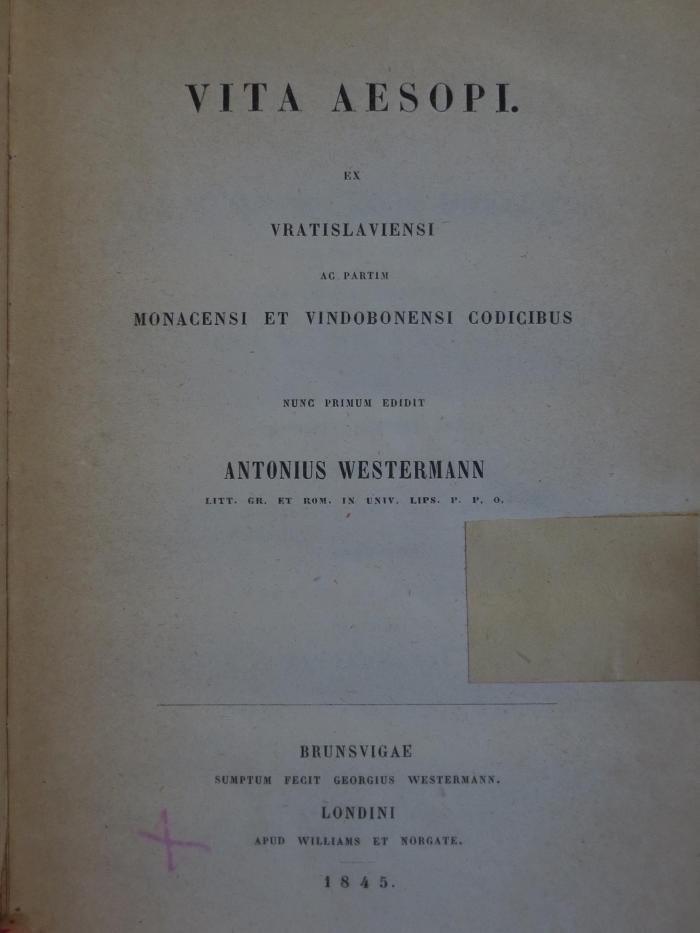 VITA AESOPI.
EX
VRATISLAVIENSI
AC PARTIM
MONACENSI ET VINDOBONENSI CODICIBUS
NUNC PRIMUM EDIDIT
ANTONIUS WESTERMANN
LITT. GR. ET ROM. IN UNIV. LIPS. P. P. O.
BRUNSVIGAE
SUMPTUM FECIT GEORGIUS WESTERMANN.
LONDINI
APUD WILLIAMS ET NORGATE.
1845.